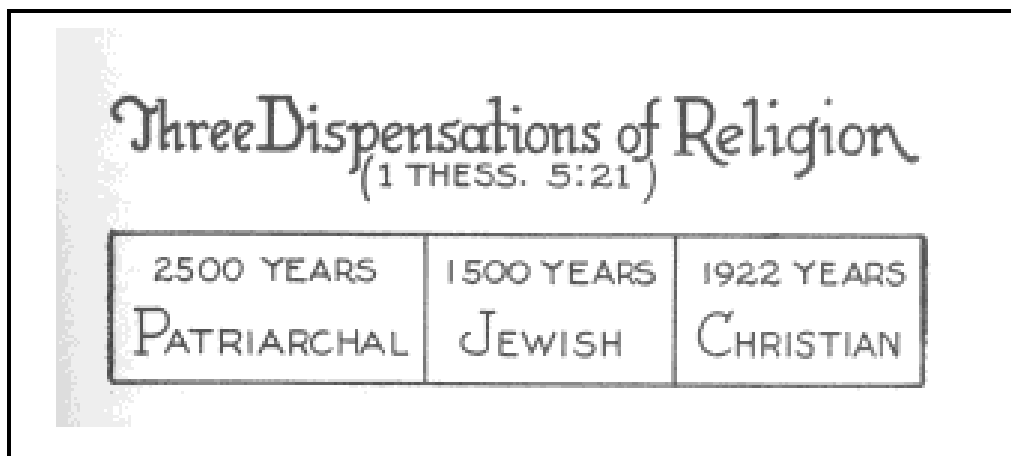 Three Dispensations of Religion
(1 THESS. 5:21)
2500 YEARS
PATRIARCHAL
1500 YEARS
JEWISH
1922 YEARS
CHRISTIAN